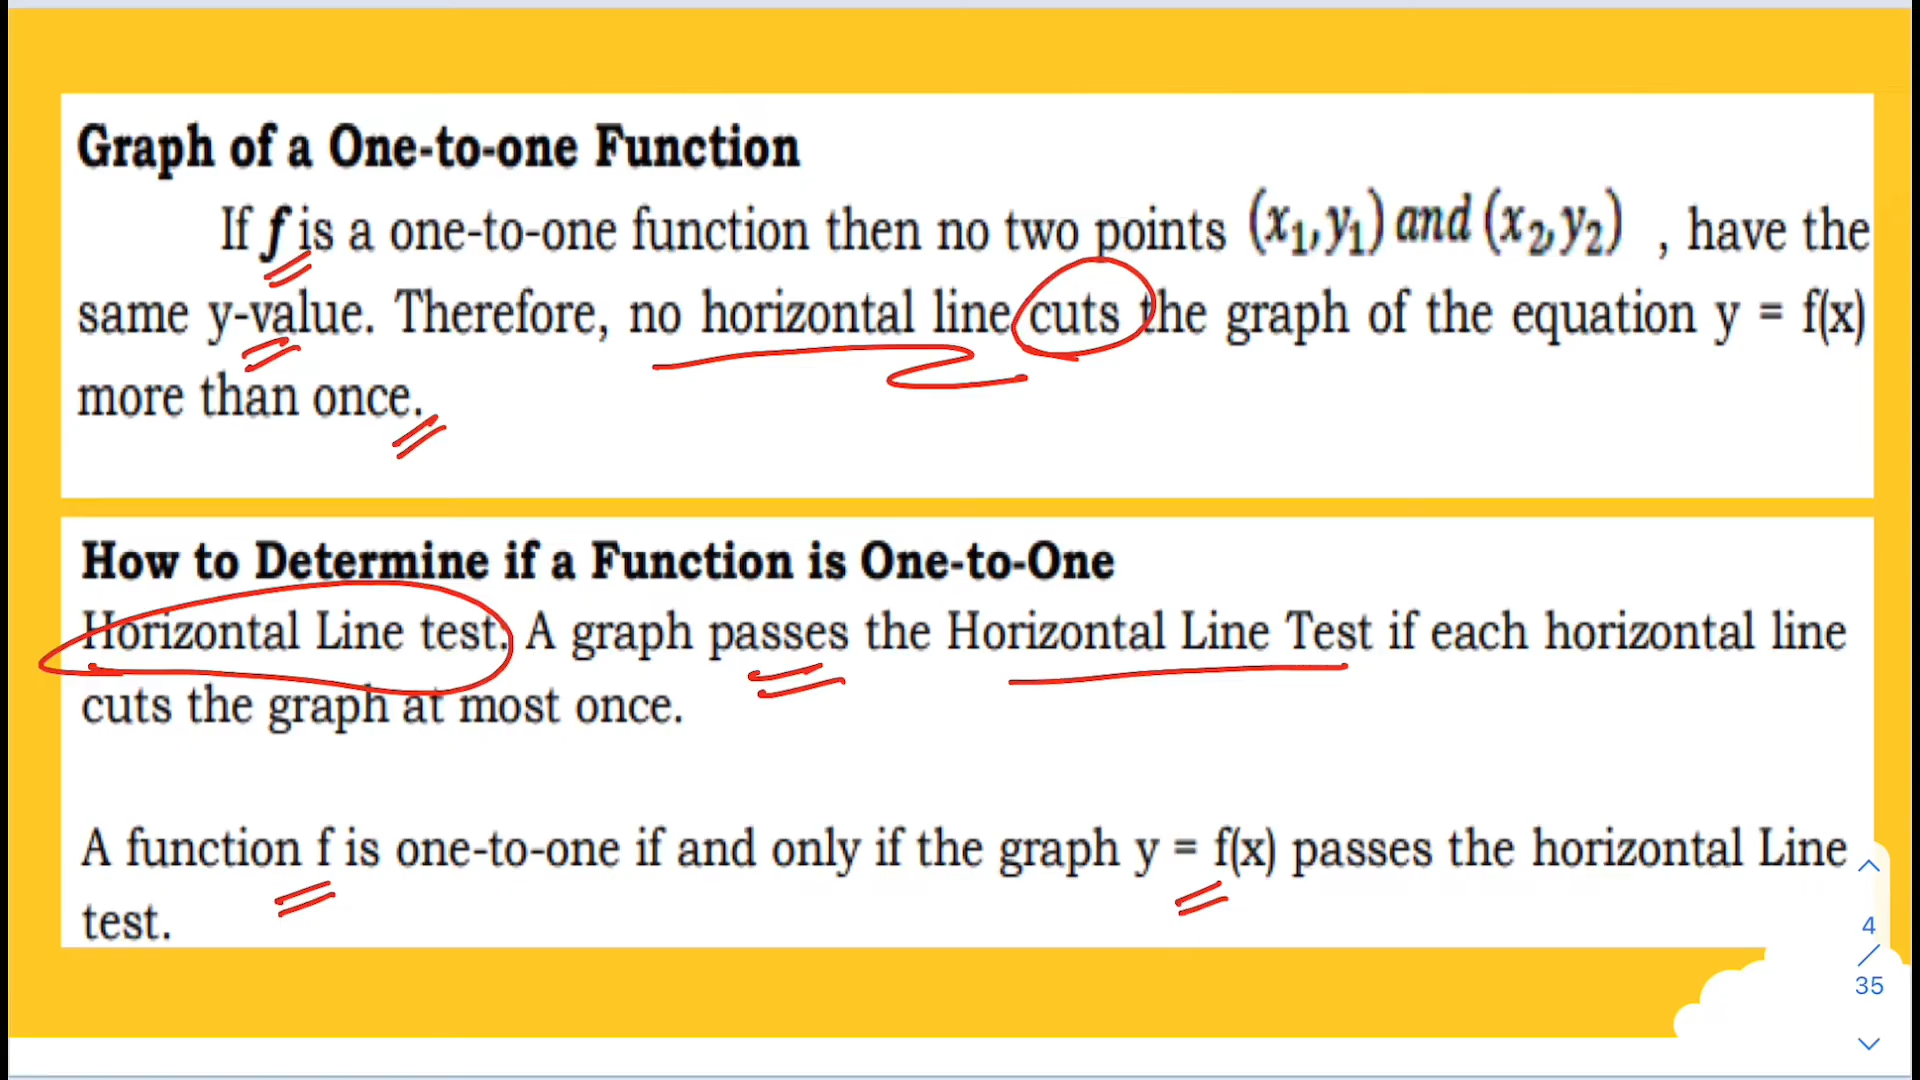 Graph of a One-to-one Function
If f is a one-to-one function then no two points (x₁,y₁) and (x₂,y₂) , have the
same y-value. Therefore, no horizontal line cuts the graph of the equation y = f(x)
more than once.
How to Determine if a Function is One-to-One
Horizontal Line test. A graph passes the Horizontal Line Test if each horizontal line
cuts the graph at most once.
A function f is one-to-one if and only if the graph y = f(x) passes the horizontal Line
test.
4
/
35